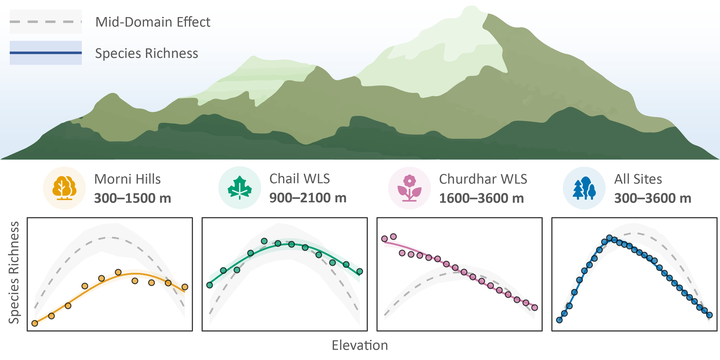 Mid-Domain Effect
Species Richness
Morni Hills
300–1500 m
Chail WLS
900–2100 m
Churdhar WLS
1600–3600 m
All Sites
300–3600 m
Species Richness
Elevation